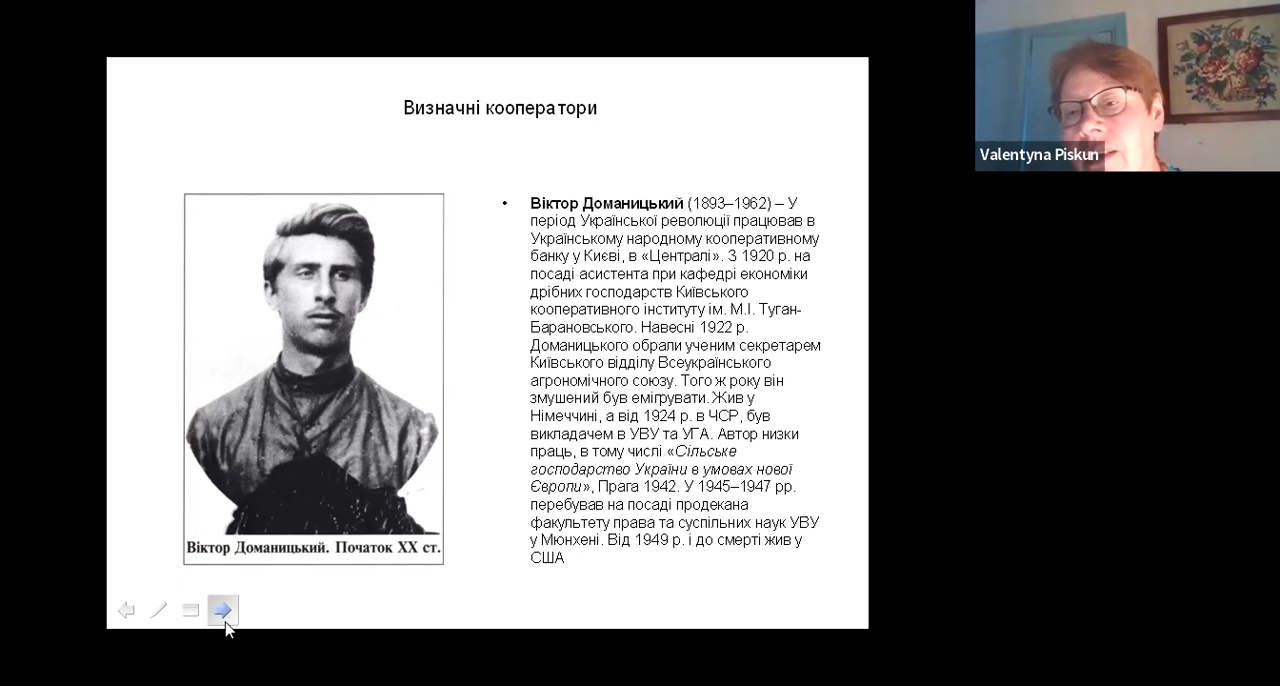 Визначні кооператори
Valentyna Piskun
• Віктор Доманицький (1893–1962) – У
період Української революції працював в
Українському народному кооперативному
банку у Києві, в «Централі». З 1920 р. на
посаді асистента при кафедрі економіки
дрібних господарств Київського
кооперативного інституту ім. М.І. Туган-
Барановського. Навесні 1922 р.
Доманицького обрали ученим секретарем
Київського відділу Всеукраїнського
агрономічного союзу. Того ж року він
змушений був емігрувати. Жив у
Німеччині, а від 1924 р. в ЧСР, був
викладачем в УВУ та УГА. Автор низки
праць, в тому числі «Сільське
господарство України в умовах нової
Європи», Прага 1942. У 1945–1947 рр.
перебував на посаді продекана
факультету права та суспільних наук УВУ
у Мюнхені. Від 1949 р. і до смерті жив у
США
Віктор Доманицький. Початок XX ст.